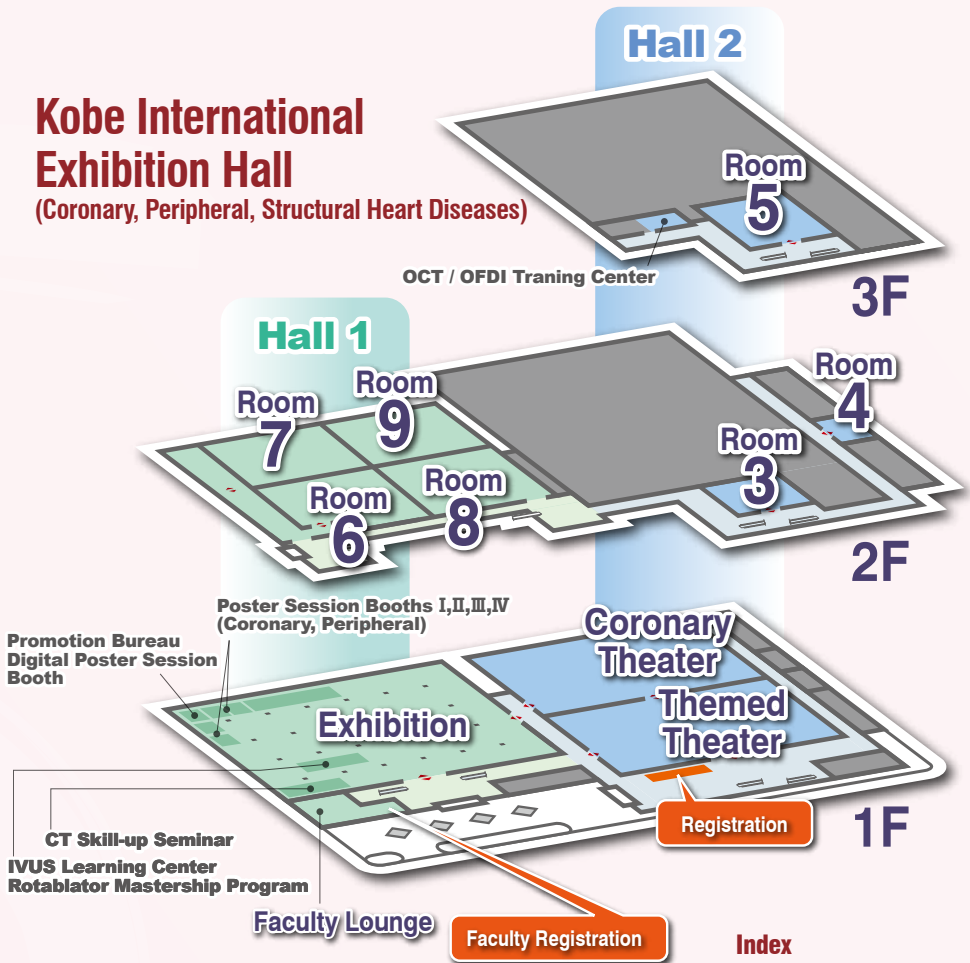 Hall 2
Kobe International
Exhibition Hall
(Coronary, Peripheral, Structural Heart Diseases)
Room
5
OCT / OFDI Traning Center
3F
Hall 1
Room
7
Room
9
Room
4
Room
3
Room
6
Room
8
2F
Poster Session Booths I,II,III,IV
(Coronary, Peripheral)
Promotion Bureau
Digital Poster Session
Booth
Coronary
Theater
Exhibition
Themed
Theater
Registration
1F
CT Skill-up Seminar
IVUS Learning Center
Rotablator Mastership Program
Faculty Lounge
Faculty Registration
Index